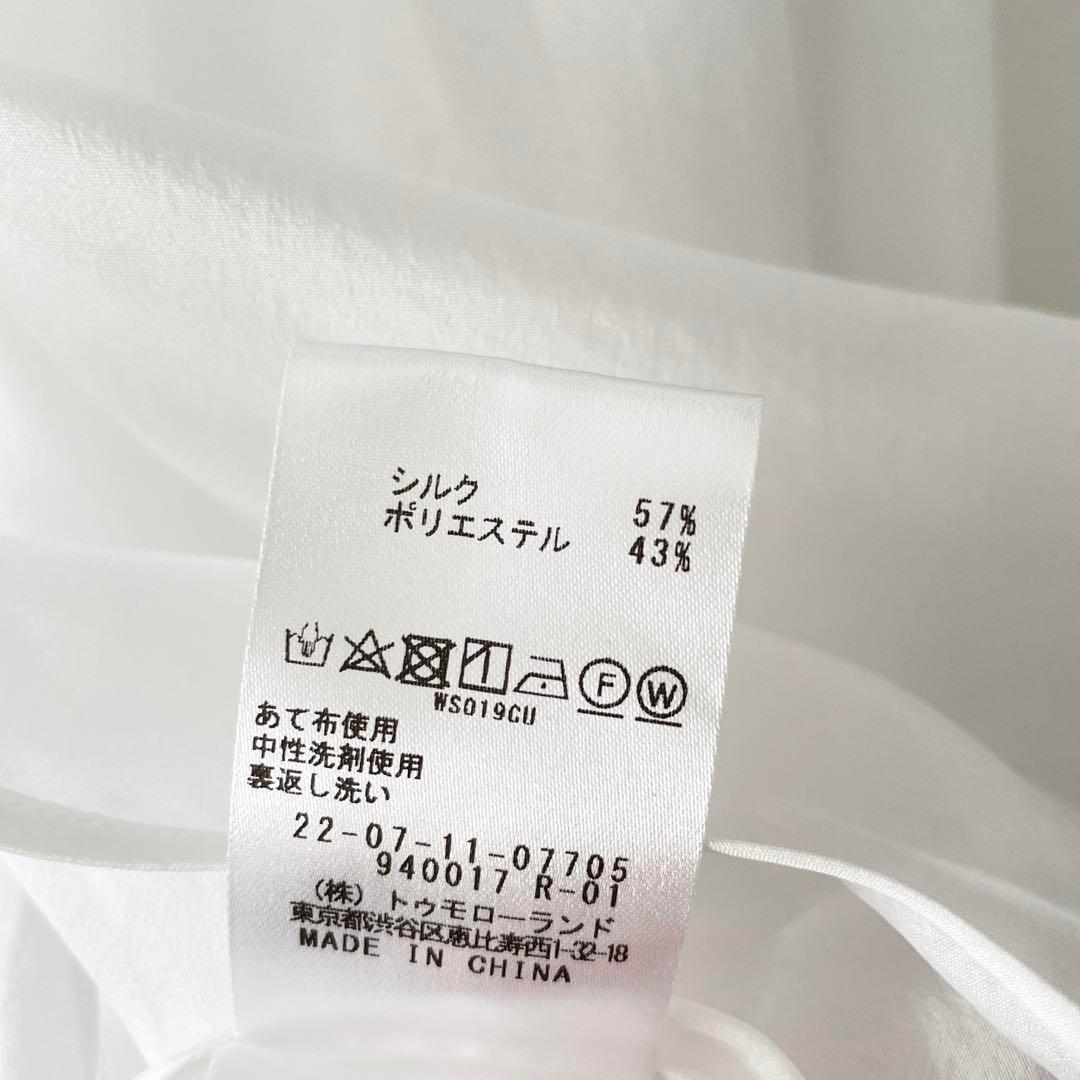 シルク 57%
ポリエステル 43%
F W
WS019CU
あて布使用
中性洗剤使用
裏返し洗い
22-07-11-07705
940017 R-01
(株) トゥモローランド
東京都渋谷区恵比寿西1-32-18
MADE IN CHINA